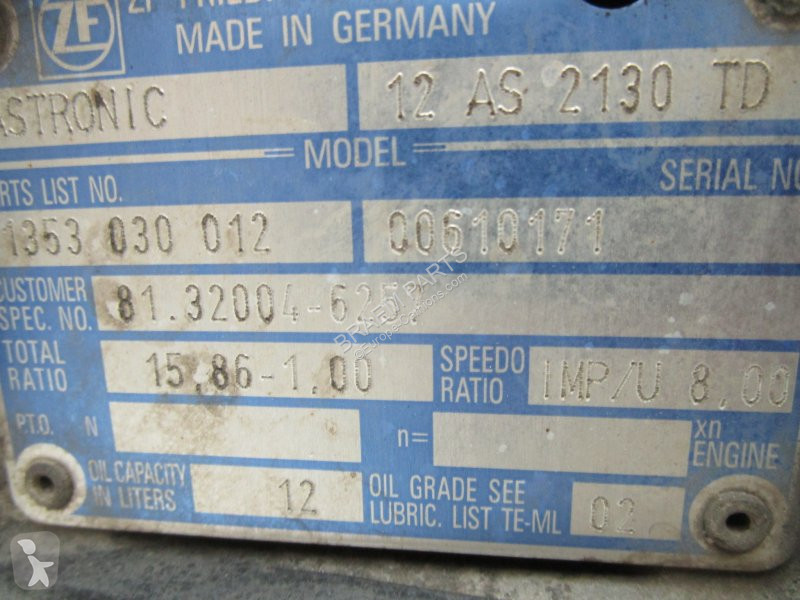 ZF
MADE IN GERMANY
ASTRONIC 12 AS 2130 TD
MODEL
RTS LIST NO. SERIAL NO
1353 030 012 00610171
CUSTOMER
SPEC. NO. 81.32004-625
BRAND PARTS
TOTAL
RATIO 15,86-1,00 SPEEDO
RATIO IMP/U 8,00
P.T.O. N n= xn
ENGINE
OIL CAPACITY
IN LITERS 12 OIL GRADE SEE
LUBRIC. LIST TE-ML 02